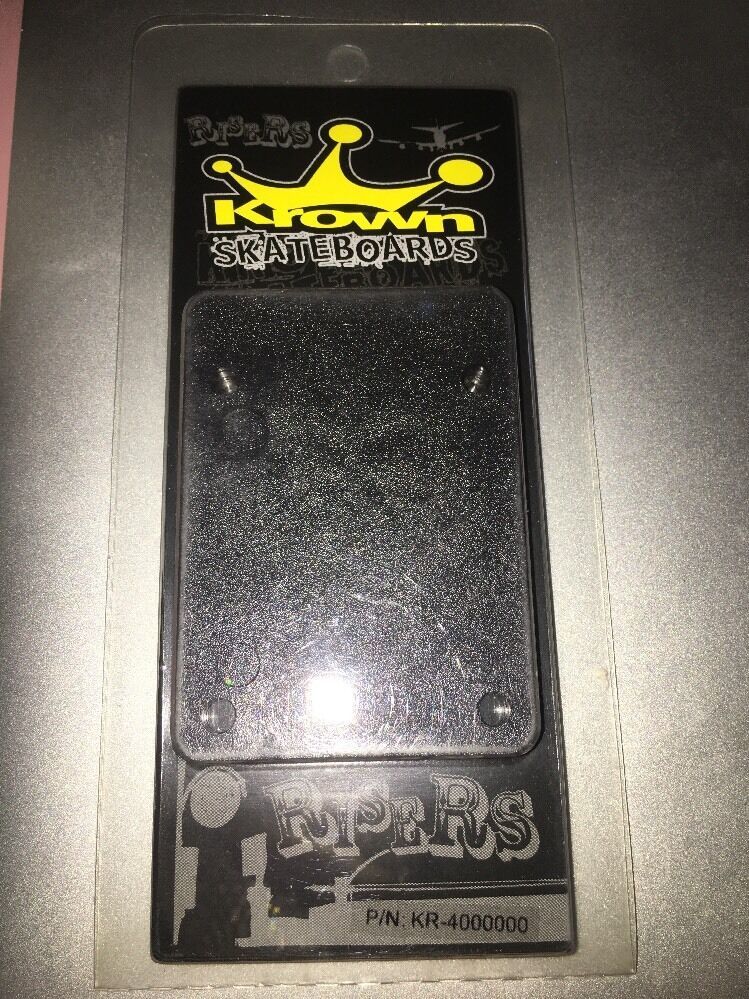 RISERS
Krown
SKATEBOARDS
RISERS
P/N: KR-4000000